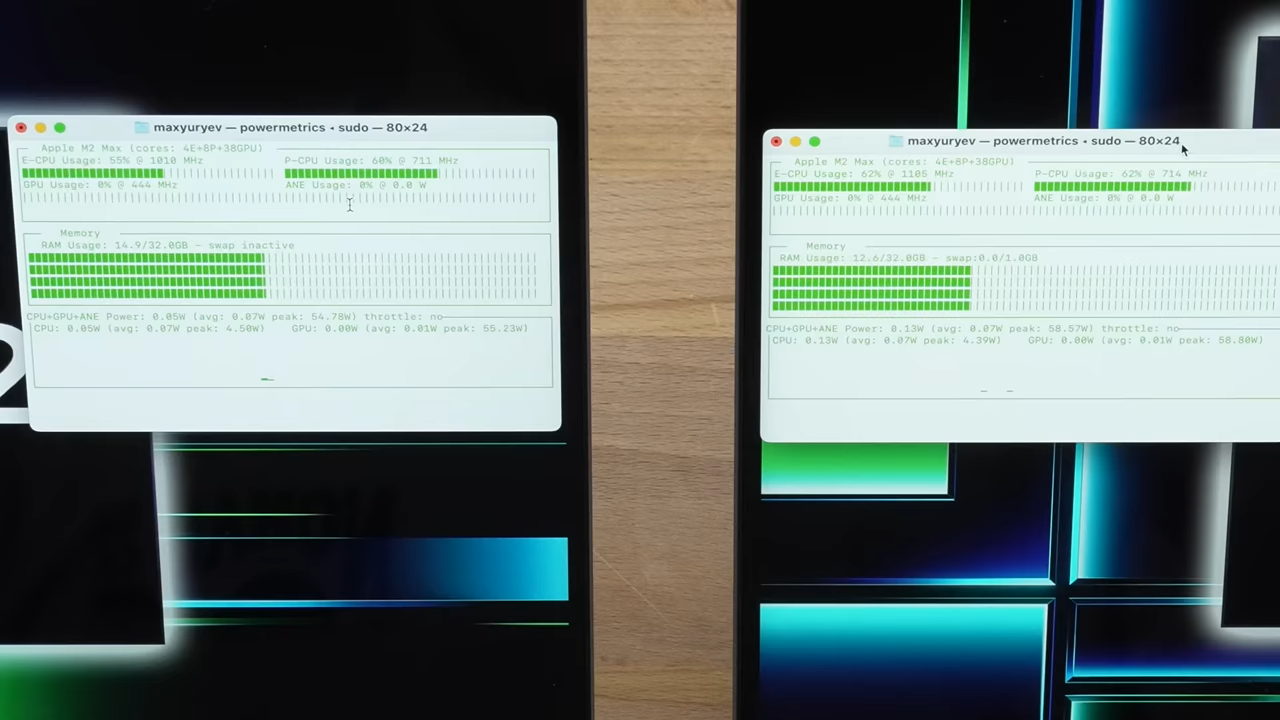 maxyuryev — powermetrics • sudo — 80×24
Apple M2 Max (cores: 4E+8P+38GPU)
E-CPU Usage: 55% @ 1010 MHz
P-CPU Usage: 60% @ 711 MHz
GPU Usage: 0% @ 444 MHz
ANE Usage: 0% @ 0.0 W
Memory
RAM Usage: 14.9/32.0GB - swap inactive
CPU+GPU+ANE Power: 0.05W (avg: 0.07W peak: 54.78W) throttle: no
CPU: 0.05W (avg: 0.07W peak: 4.50W)
GPU: 0.00W (avg: 0.01W peak: 55.23W)
2
maxyuryev — powermetrics • sudo — 80×24
Apple M2 Max (cores: 4E+8P+38GPU)
E-CPU Usage: 62% @ 1105 MHz
P-CPU Usage: 62% @ 714 MHz
GPU Usage: 0% @ 444 MHz
ANE Usage: 0% @ 0.0 W
Memory
RAM Usage: 12.6/32.0GB - swap:0.0/1.0GB
CPU+GPU+ANE Power: 0.13W (avg: 0.07W peak: 58.57W) throttle: no
CPU: 0.13W (avg: 0.07W peak: 4.39W)
GPU: 0.00W (avg: 0.01W peak: 58.80W)